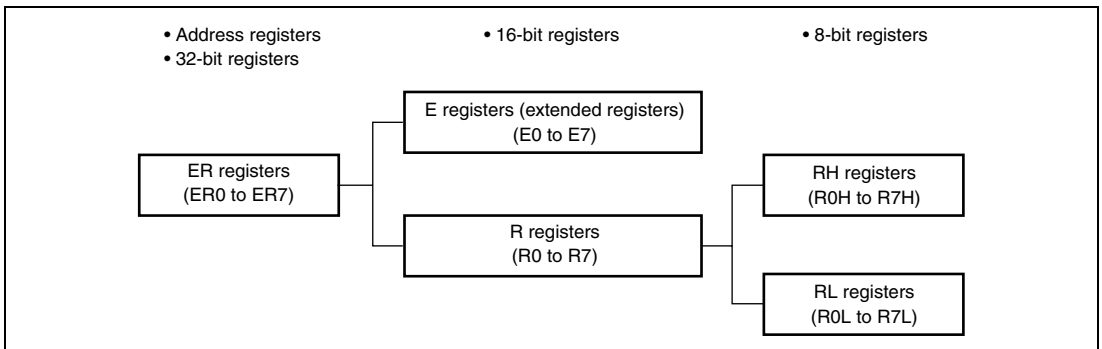 • Address registers
• 32-bit registers
• 16-bit registers
• 8-bit registers
E registers (extended registers)
(E0 to E7)
ER registers
(ER0 to ER7)
RH registers
(R0H to R7H)
R registers
(R0 to R7)
RL registers
(R0L to R7L)